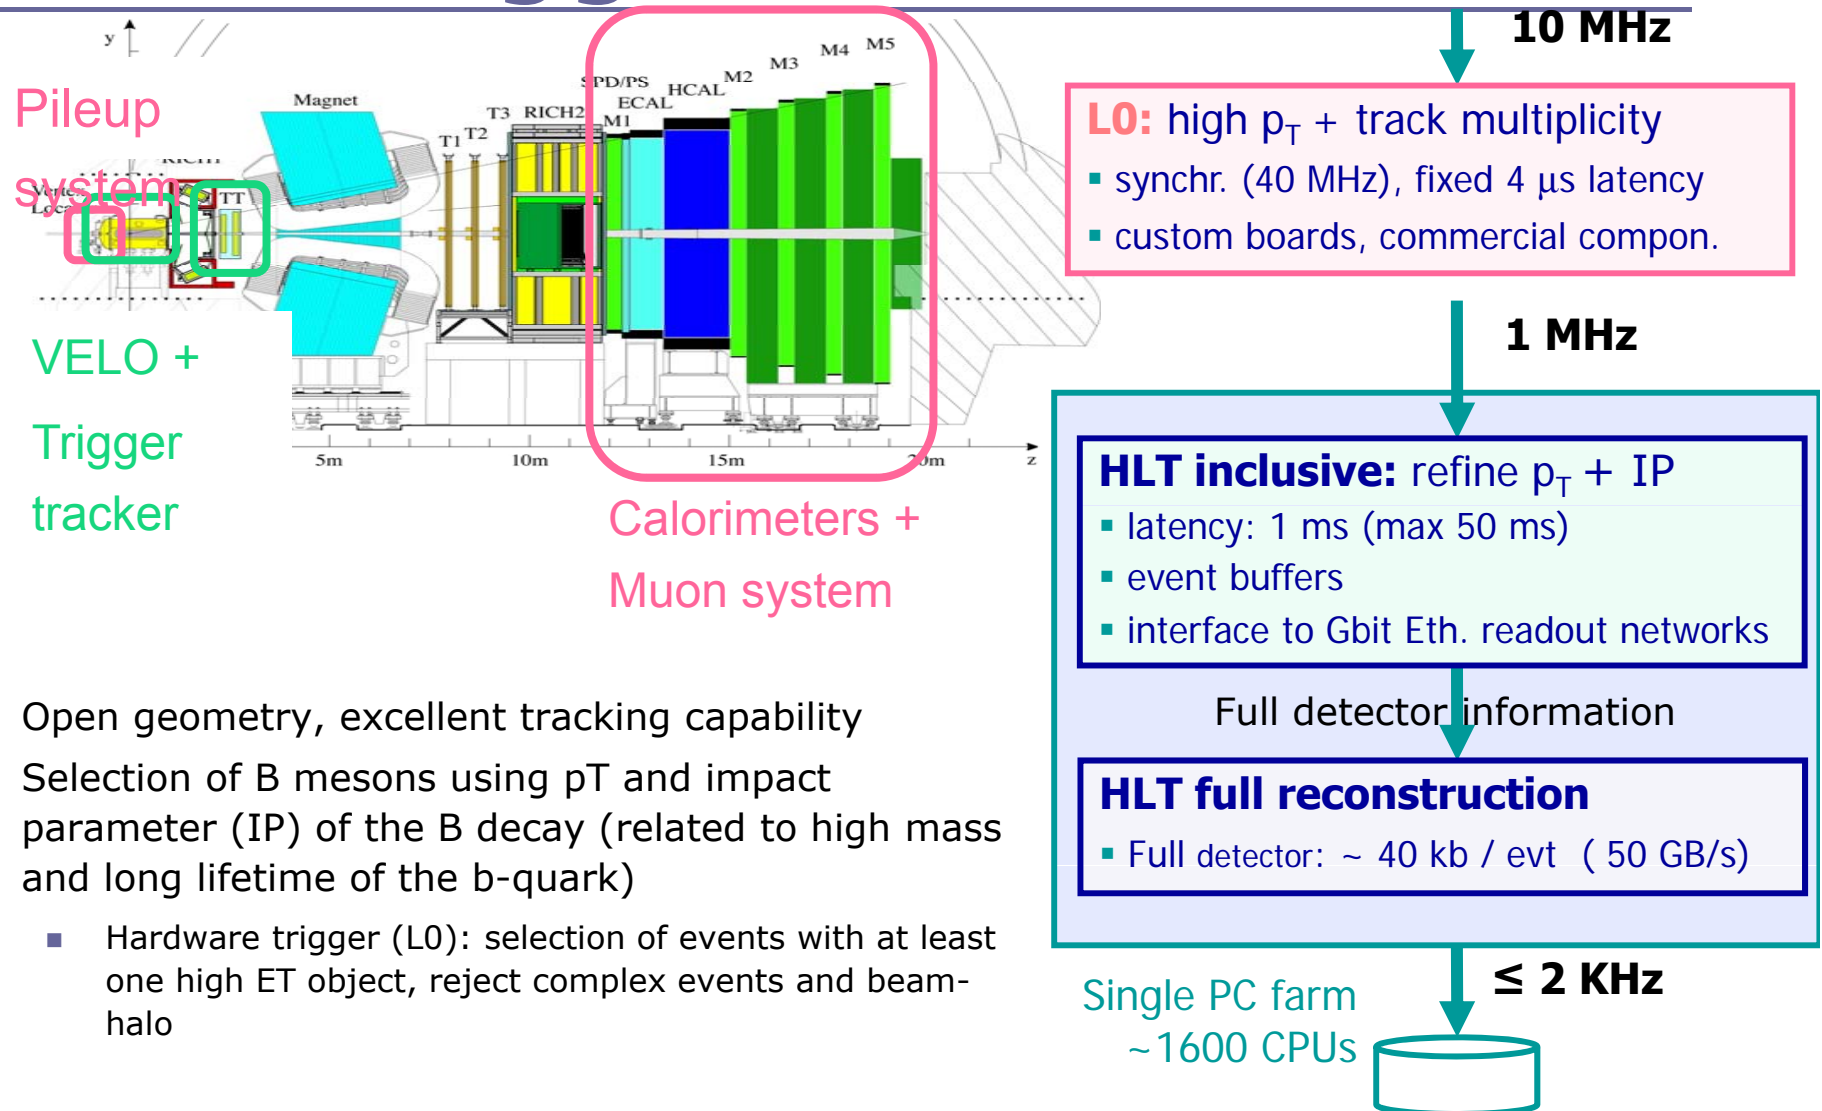 y
Pileup
system
Magnet
T1
T2
T3
RICH2
M1
SPD/PS
ECAL
HCAL
M2
M3
M4
M5
TT
5m
10m
15m
20m
z
VELO +
Trigger
tracker
Calorimeters +
Muon system
Open geometry, excellent tracking capability
Selection of B mesons using pT and impact
parameter (IP) of the B decay (related to high mass
and long lifetime of the b-quark)
▪ Hardware trigger (L0): selection of events with at least
one high ET object, reject complex events and beam-
halo
10 MHz
L0: high pT + track multiplicity
▪ synchr. (40 MHz), fixed 4 μs latency
▪ custom boards, commercial compon.
1 MHz
HLT inclusive: refine pT + IP
▪ latency: 1 ms (max 50 ms)
▪ event buffers
▪ interface to Gbit Eth. readout networks
Full detector information
HLT full reconstruction
▪ Full detector: ~ 40 kb / evt ( 50 GB/s)
≤ 2 KHz
Single PC farm
~1600 CPUs